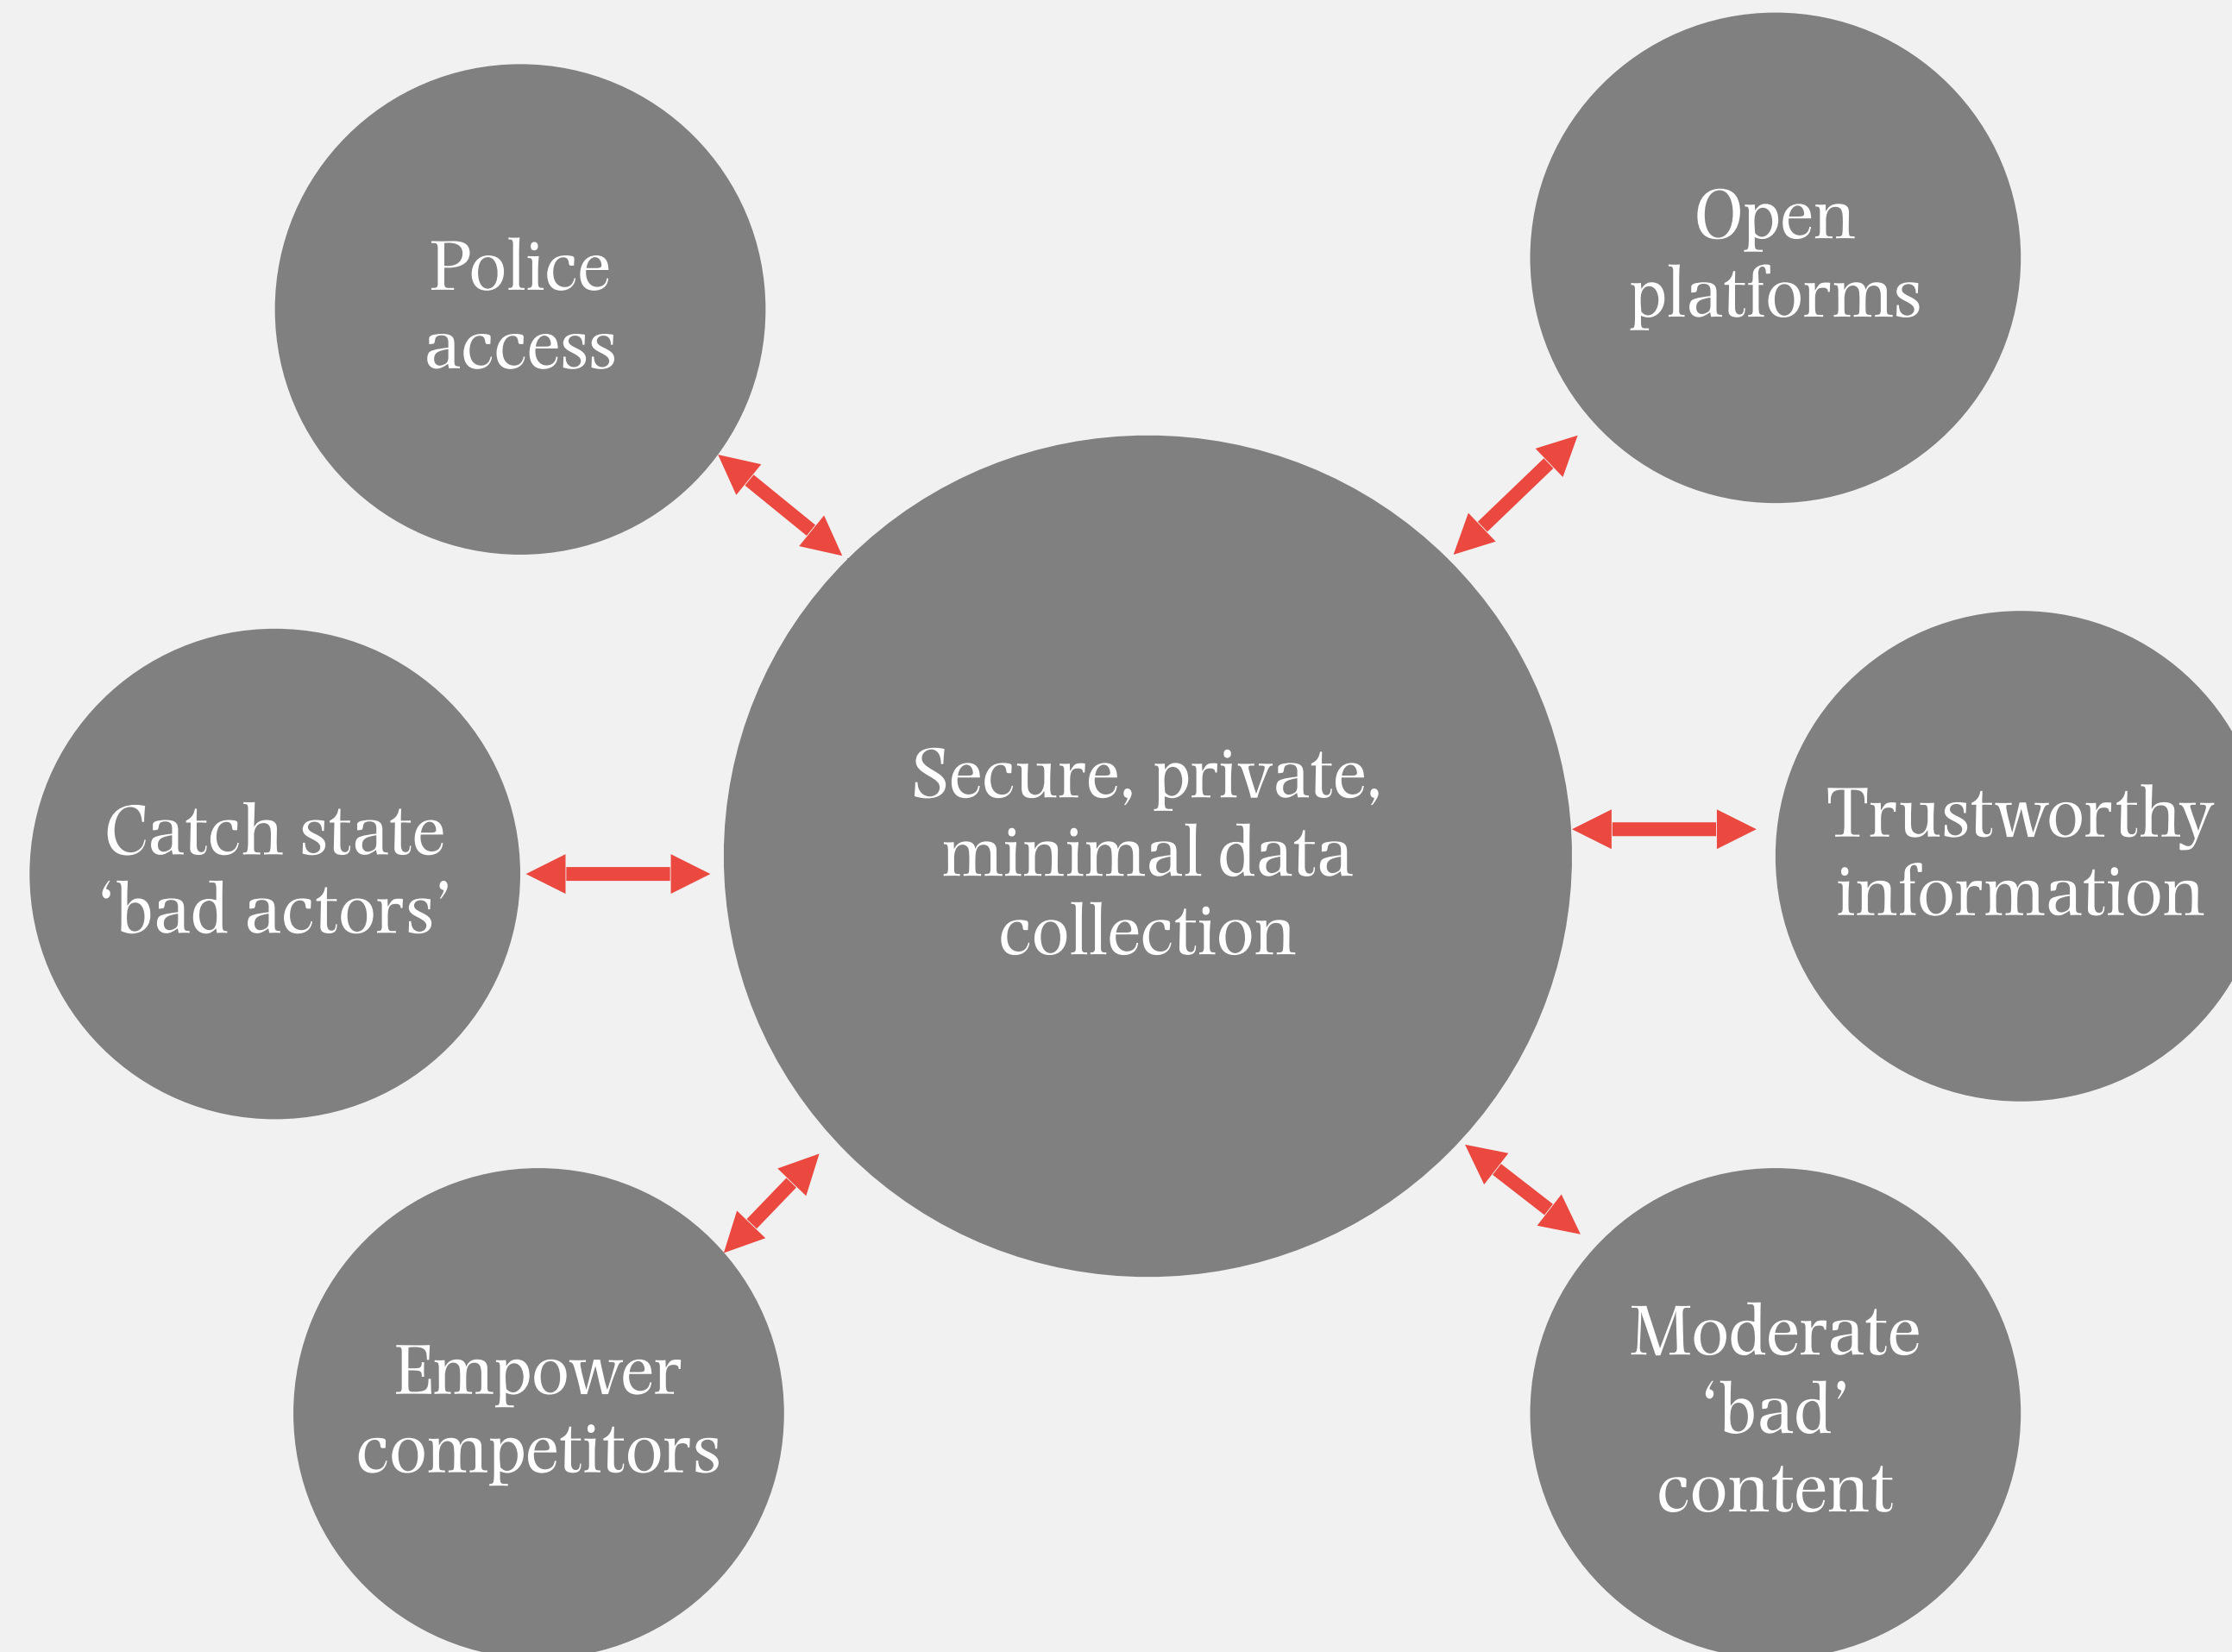 Police
access
Open
platforms
Catch state
‘bad actors’
Secure, private,
minimal data
collection
Trustworthy
information
Empower
competitors
Moderate
‘bad’
content